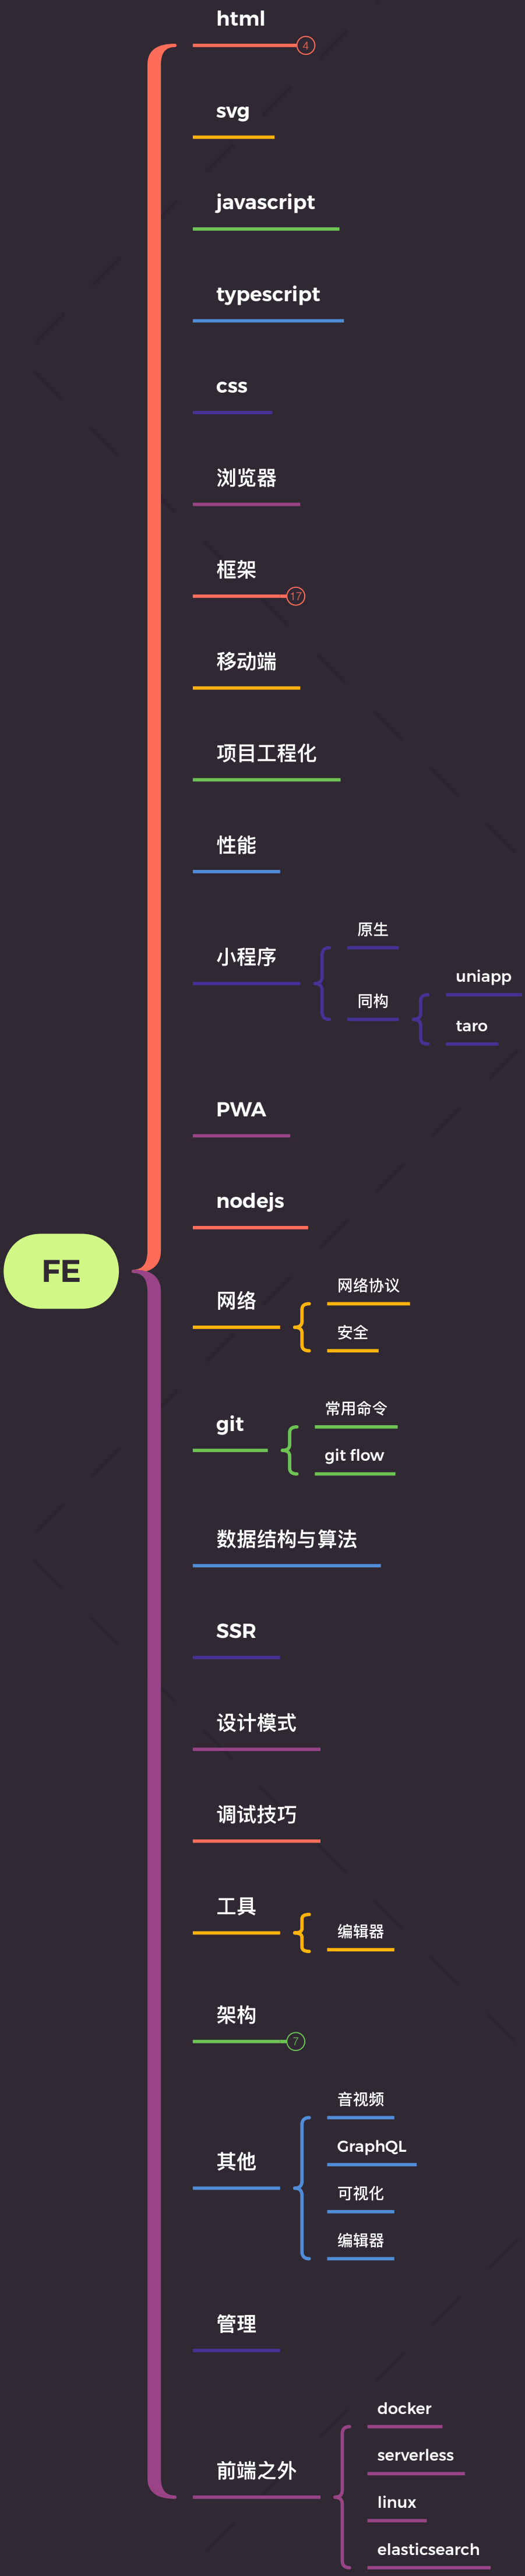 html
4
svg
javascript
typescript
css
浏览器
框架
17
移动端
项目工程化
性能
小程序
原生
同构
uniapp
taro
PWA
nodejs
FE
网络
网络协议
安全
git
常用命令
git flow
数据结构与算法
SSR
设计模式
调试技巧
工具
编辑器
架构
7
其他
音视频
GraphQL
可视化
编辑器
管理
前端之外
docker
serverless
linux
elasticsearch